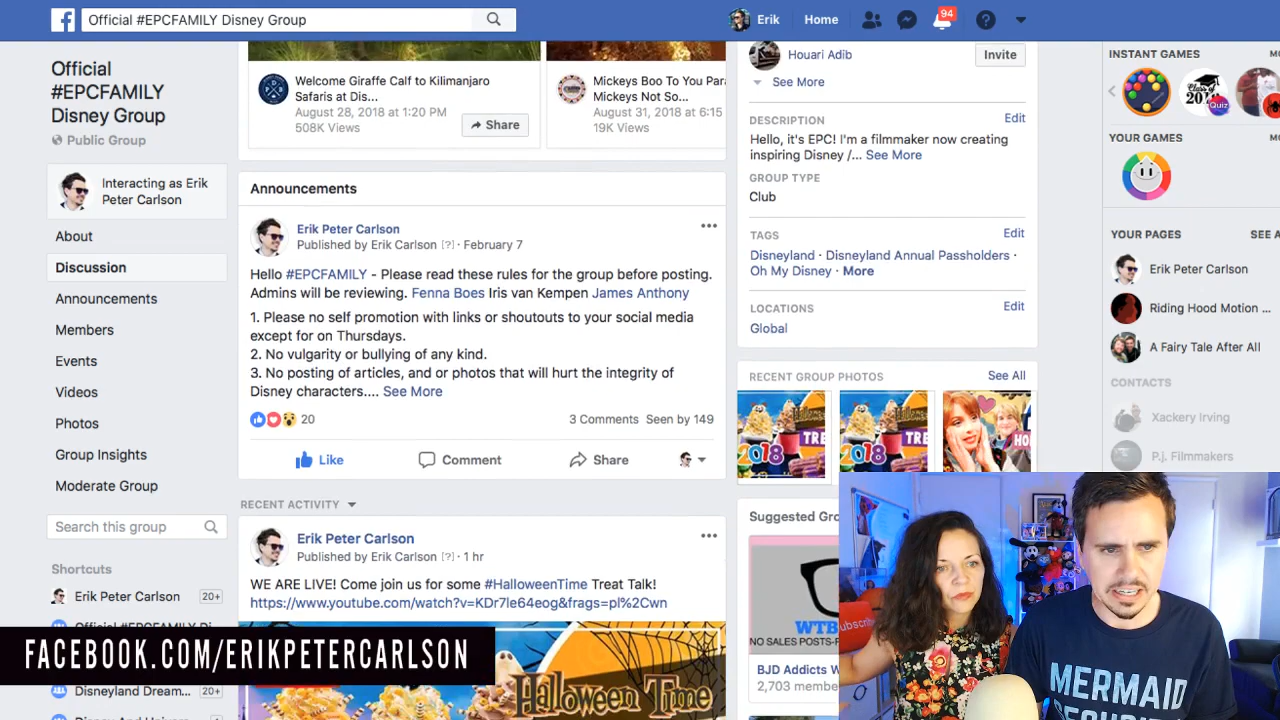 Official #EPCFAMILY Disney Group
Erik
Home
94
Official
#EPCFAMILY
Disney Group
Public Group
Interacting as Erik
Peter Carlson
About
Discussion
Announcements
Members
Events
Videos
Photos
Group Insights
Moderate Group
Search this group
Shortcuts
Erik Peter Carlson 20+
Disneyland Dream... 20+
Welcome Giraffe Calf to Kilimanjaro
Safaris at Dis...
August 28, 2018 at 1:20 PM
508K Views
Share
Mickeys Boo To You Para
Mickeys Not So...
August 31, 2018 at 6:15
19K Views
Announcements
Erik Peter Carlson
Published by Erik Carlson [?] · February 7
Hello #EPCFAMILY - Please read these rules for the group before posting.
Admins will be reviewing. Fenna Boes Iris van Kempen James Anthony
1. Please no self promotion with links or shoutouts to your social media
except for on Thursdays.
2. No vulgarity or bullying of any kind.
3. No posting of articles, and or photos that will hurt the integrity of
Disney characters.... See More
20
3 Comments Seen by 149
Like Comment Share
RECENT ACTIVITY
Erik Peter Carlson
Published by Erik Carlson [?] · 1 hr
WE ARE LIVE! Come join us for some #HalloweenTime Treat Talk!
https://www.youtube.com/watch?v=KDr7le64eog&frags=pl%2Cwn
Halloween Time
Houari Adib
Invite
See More
DESCRIPTION Edit
Hello, it's EPC! I'm a filmmaker now creating
inspiring Disney /... See More
GROUP TYPE
Club
TAGS Edit
Disneyland · Disneyland Annual Passholders ·
Oh My Disney · More
LOCATIONS Edit
Global
RECENT GROUP PHOTOS See All
2018 TRE
2018 TRE
HO
Suggested Gro
WTB
NO SALES POSTS-F
BJD Addicts W
2,703 membe
INSTANT GAMES MO
Quiz
YOUR GAMES MO
YOUR PAGES SEE A
Erik Peter Carlson
Riding Hood Motion ...
A Fairy Tale After All
CONTACTS
Xackery Irving
P.j. Filmmakers
MERMAID
FACEBOOK.COM/ERIKPETERCARLSON